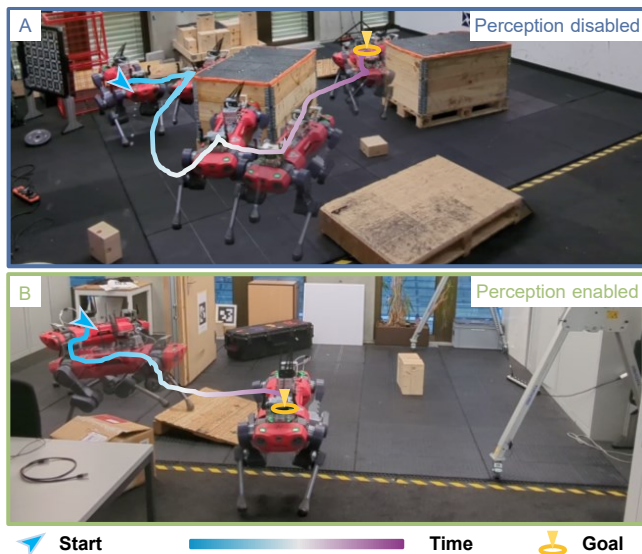 A
Perception disabled
B
Perception enabled
Start
Time
Goal